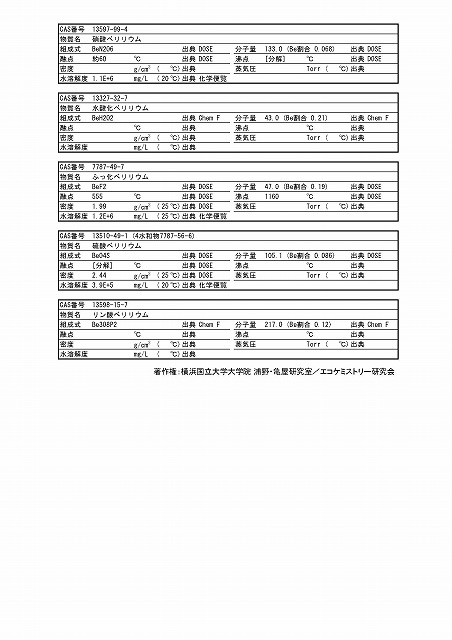 CAS番号 13597-99-4
物質名 硝酸ベリリウム
組成式 BeN2O6 出典 DOSE 分子量 133.0 (Be割合 0.068) 出典 DOSE
融点 約60 ℃ 出典 DOSE 沸点 [分解] ℃ 出典 DOSE
密度 g/cm³ ( ℃) 出典 蒸気圧 Torr ( ℃) 出典
水溶解度 1.1E+6 mg/L (20℃) 出典 化学便覧
CAS番号 13327-32-7
物質名 水酸化ベリリウム
組成式 BeH2O2 出典 Chem F 分子量 43.0 (Be割合 0.21) 出典 Chem F
融点 ℃ 出典 沸点 ℃ 出典
密度 g/cm³ ( ℃) 出典 蒸気圧 Torr ( ℃) 出典
水溶解度 mg/L ( ℃) 出典
CAS番号 7787-49-7
物質名 ふっ化ベリリウム
組成式 BeF2 出典 DOSE 分子量 47.0 (Be割合 0.19) 出典 DOSE
融点 555 ℃ 出典 DOSE 沸点 1160 ℃ 出典 DOSE
密度 1.99 g/cm³ (25℃) 出典 DOSE 蒸気圧 Torr ( ℃) 出典
水溶解度 1.2E+6 mg/L (25℃) 出典 DOSE
CAS番号 13510-49-1 (4水和物7787-56-6)
物質名 硫酸ベリリウム
組成式 BeO4S 出典 DOSE 分子量 105.1 (Be割合 0.086) 出典 DOSE
融点 [分解] ℃ 出典 DOSE 沸点 ℃ 出典
密度 2.44 g/cm³ (25℃) 出典 DOSE 蒸気圧 Torr ( ℃) 出典
水溶解度 3.9E+5 mg/L (20℃) 出典 化学便覧
CAS番号 13598-15-7
物質名 リン酸ベリリウム
組成式 Be3O8P2 出典 Chem F 分子量 217.0 (Be割合 0.12) 出典 Chem F
融点 ℃ 出典 沸点 ℃ 出典
密度 g/cm³ ( ℃) 出典 蒸気圧 Torr ( ℃) 出典
水溶解度 mg/L ( ℃) 出典
著作権:横浜国立大学大学院 浦野・亀屋研究室/エコケミストリー研究会